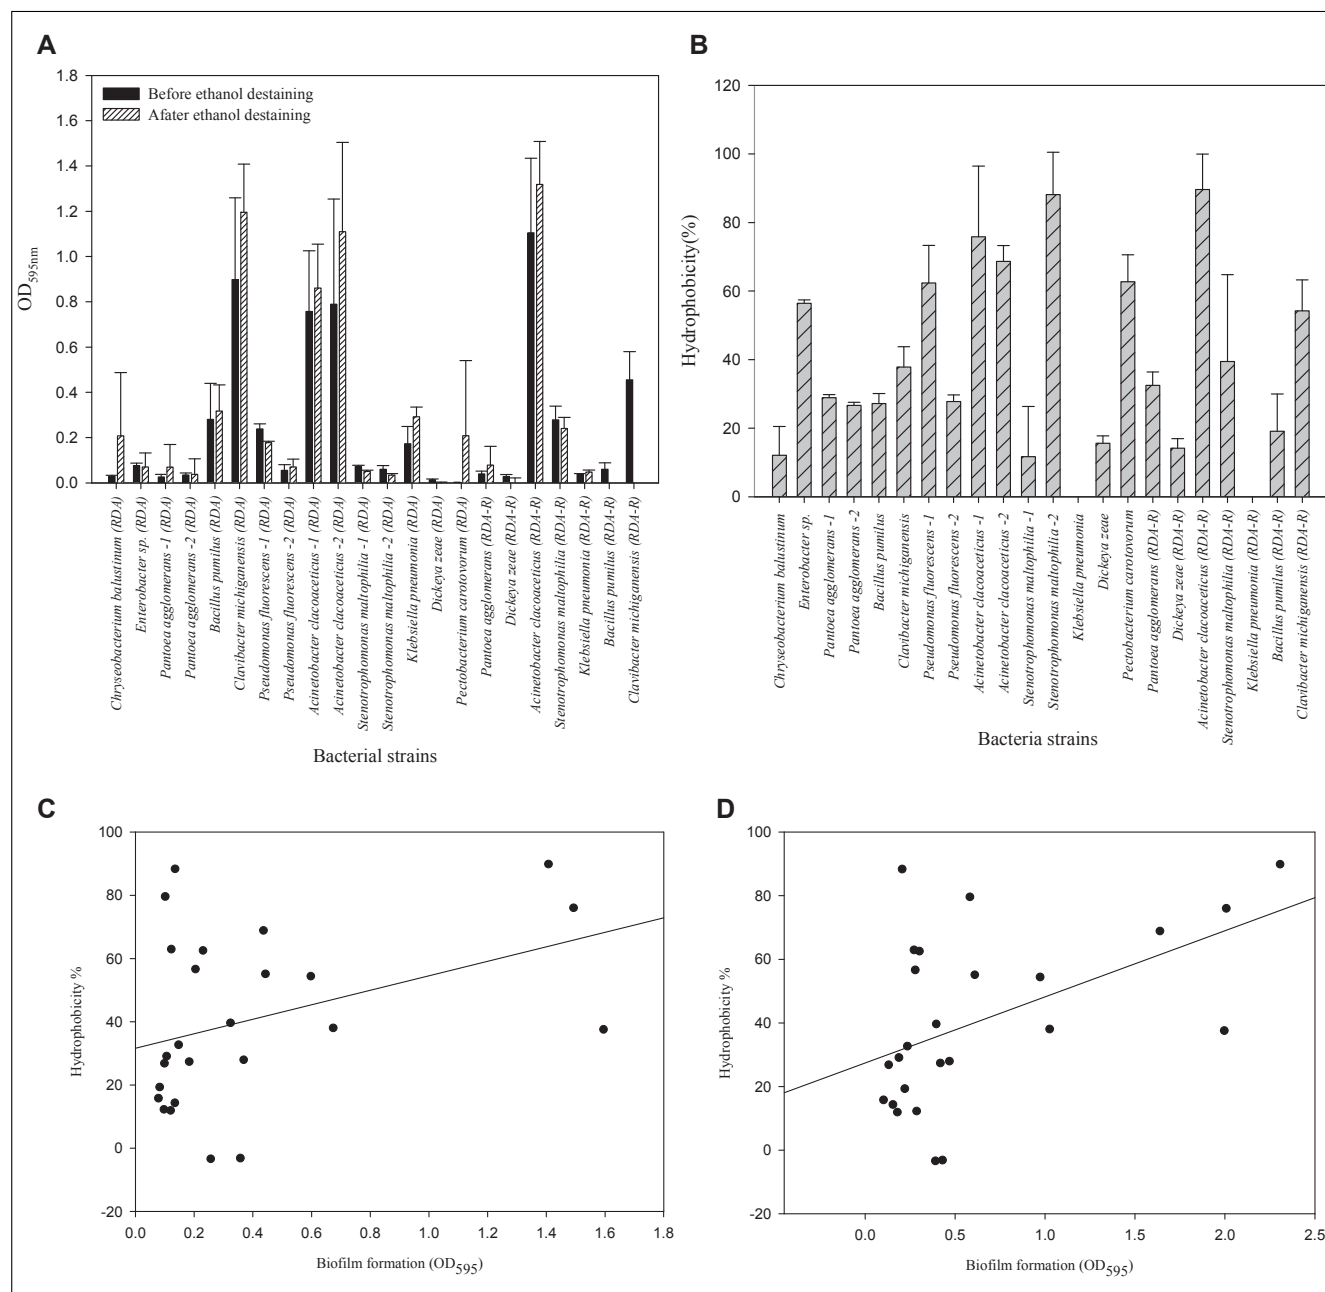 A
1.8
1.6
1.4
1.2
1.0
0.8
0.6
0.4
0.2
0.0
OD595nm
Before ethanol destaining
Afater ethanol destaining
Chryseobacterium balustinum (RDA)
Enterobacter sp. (RDA)
Pantoea agglomerans -1 (RDA)
Pantoea agglomerans -2 (RDA)
Bacillus pumilus (RDA)
Clavibacter michiganensis (RDA)
Pseudomonas fluorescens -1 (RDA)
Pseudomonas fluorescens -2 (RDA)
Acinetobacter clacoaceticus -1 (RDA)
Acinetobacter clacoaceticus -2 (RDA)
Stenotrophomonas maltophilia -1 (RDA)
Stenotrophomonas maltophilia -2 (RDA)
Klebsiella pneumonia (RDA)
Dickeya zeae (RDA)
Pectobacterium carotovorum (RDA)
Pantoea agglomerans (RDA-R)
Dickeya zeae (RDA-R)
Acinetobacter clacoaceticus (RDA-R)
Stenotrophomonas maltophilia (RDA-R)
Klebsiella pneumonia (RDA-R)
Bacillus pumilus (RDA-R)
Clavibacter michiganensis (RDA-R)
Bacterial strains
B
120
100
80
60
40
20
0
Hydrophobicity(%)
Chryseobacterium balustinum
Enterobacter sp.
Pantoea agglomerans -1
Pantoea agglomerans -2
Bacillus pumilus
Clavibacter michiganensis
Pseudomonas fluorescens -1
Pseudomonas fluorescens -2
Acinetobacter clacoaceticus -1
Acinetobacter clacoaceticus -2
Stenotrophomonas maltophilia -1
Stenotrophomonas maltophilia -2
Klebsiella pneumonia
Dickeya zeae
Pectobacterium carotovorum
Pantoea agglomerans (RDA-R)
Dickeya zeae (RDA-R)
Acinetobacter clacoaceticus (RDA-R)
Stenotrophomonas maltophilia (RDA-R)
Klebsiella pneumonia (RDA-R)
Bacillus pumilus (RDA-R)
Clavibacter michiganensis (RDA-R)
Bacteria strains
C
100
80
60
40
20
0
-20
Hydrophobicity %
0.0 0.2 0.4 0.6 0.8 1.0 1.2 1.4 1.6 1.8
Biofilm formation (OD595)
D
100
80
60
40
20
0
-20
Hydrophobicity %
0.0 0.5 1.0 1.5 2.0 2.5
Biofilm formation (OD595)